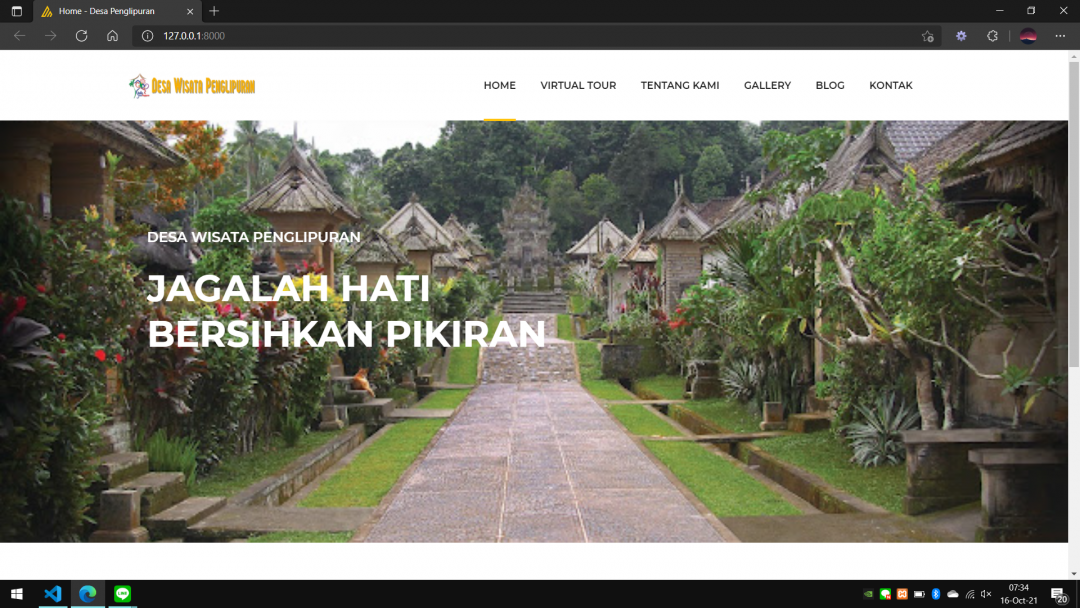 Home - Desa Penglipuran
127.0.0.1:8000
Desa Wisata Penglipuran
HOME VIRTUAL TOUR TENTANG KAMI GALLERY BLOG KONTAK
DESA WISATA PENGLIPURAN
JAGALAH HATI
BERSIHKAN PIKIRAN
07:34
16-Oct-21
20